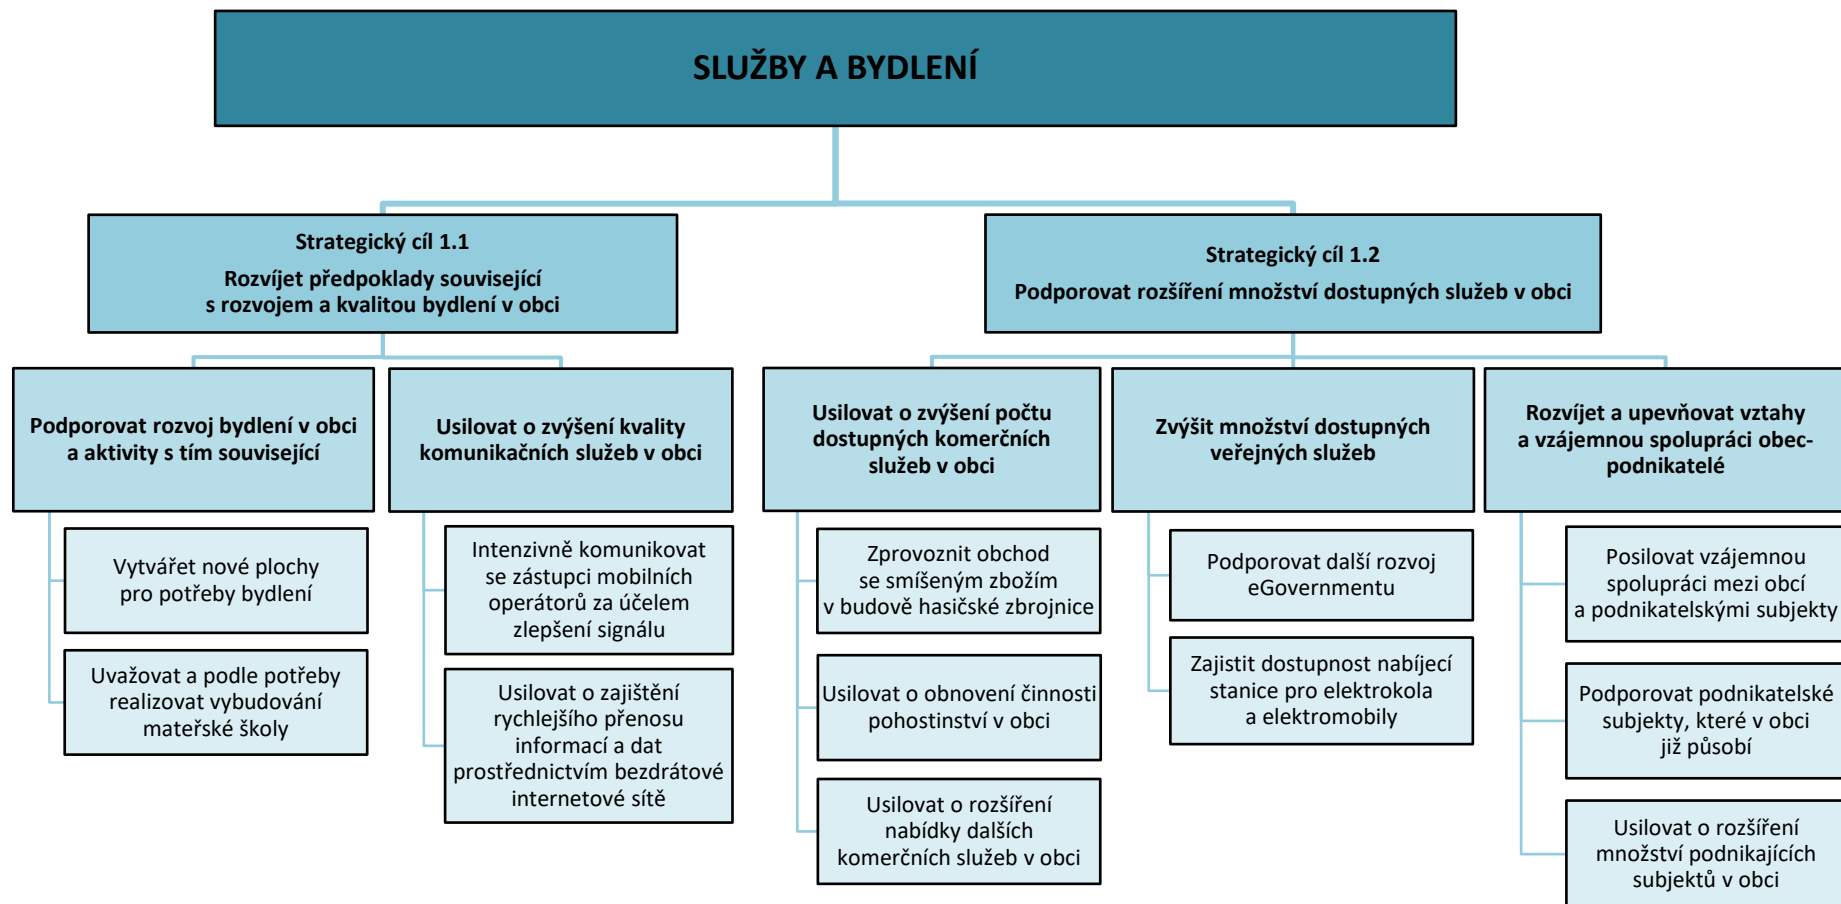 SLUŽBY A BYDLENÍ
Strategický cíl 1.1
Rozvíjet předpoklady související
s rozvojem a kvalitou bydlení v obci
Strategický cíl 1.2
Podporovat rozšíření množství dostupných služeb v obci
Podporovat rozvoj bydlení v obci
a aktivity s tím související
Usilovat o zvýšení kvality
komunikačních služeb v obci
Usilovat o zvýšení počtu
dostupných komerčních
služeb v obci
Zvýšit množství dostupných
veřejných služeb
Rozvíjet a upevňovat vztahy
a vzájemnou spolupráci obec-
podnikatelé
Vytvářet nové plochy
pro potřeby bydlení
Uvažovat a podle potřeby
realizovat vybudování
mateřské školy
Intenzivně komunikovat
se zástupci mobilních
operátorů za účelem
zlepšení signálu
Usilovat o zajištění
rychlejšího přenosu
informací a dat
prostřednictvím bezdrátové
internetové sítě
Zprovoznit obchod
se smíšeným zbožím
v budově hasičské zbrojnice
Usilovat o obnovení činnosti
pohostinství v obci
Usilovat o rozšíření
nabídky dalších
komerčních služeb v obci
Podporovat další rozvoj
eGovernmentu
Zajistit dostupnost nabíjecí
stanice pro elektrokola
a elektromobily
Posilovat vzájemnou
spolupráci mezi obcí
a podnikatelskými subjekty
Podporovat podnikatelské
subjekty, které v obci
již působí
Usilovat o rozšíření
množství podnikajících
subjektů v obci